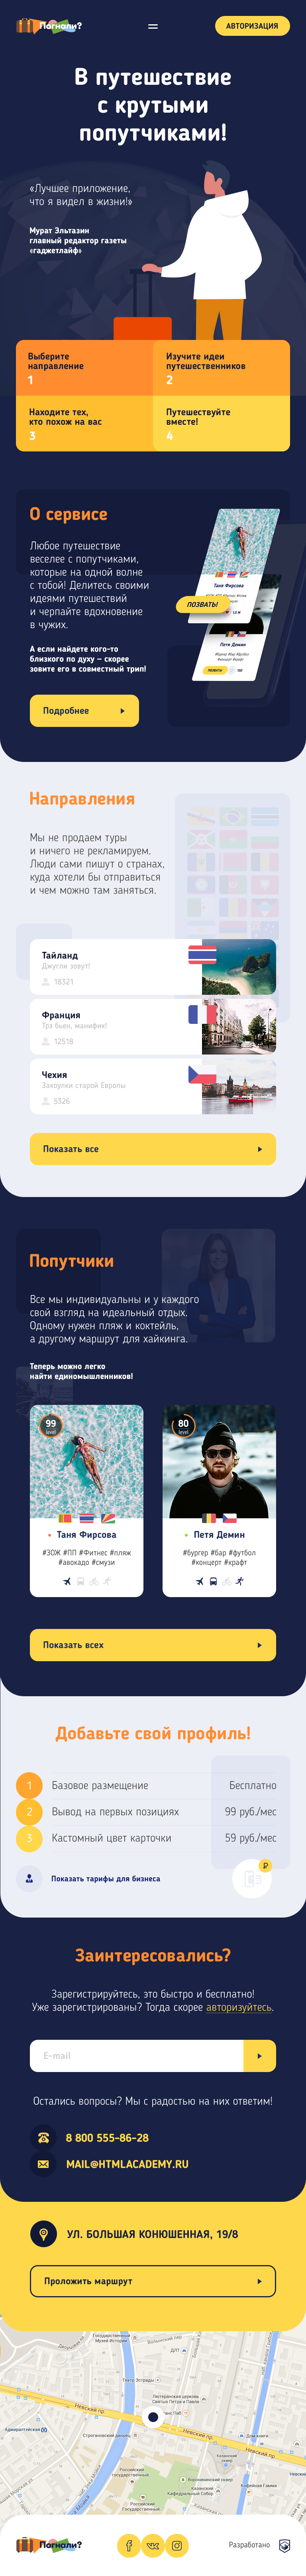 Погнали?
АВТОРИЗАЦИЯ
В путешествие
с крутыми
попутчиками!
«Лучшее приложение,
что я видел в жизни!»
Мурат Эльтазин
главный редактор газеты
«гаджетлайф»
Выберите
направление
1
Изучите идеи
путешественников
2
Находите тех,
кто похож на вас
3
Путешествуйте
вместе!
4
О сервисе
Любое путешествие
веселее с попутчиками,
которые на одной волне
с тобой! Делитесь своими
идеями путешествий
и черпайте вдохновение
в чужих.
А если найдете кого-то
близкого по духу – скорее
зовите его в совместный трип!
Таня Фирсова
ПОЗВАТЬ!
Петя Демин
Подробнее
Направления
Мы не продаем туры
и ничего не рекламируем.
Люди сами пишут о странах,
куда хотели бы отправиться
и чем можно там заняться.
Тайланд
Джугли зовут!
18321
Франция
Трэ бьен, манифик!
12518
Чехия
Закоулки старой Европы
5326
Показать все
Попутчики
Все мы индивидуальны и у каждого
свой взгляд на идеальный отдых.
Одному нужен пляж и коктейль,
а другому маршрут для хайкинга.
Теперь можно легко
найти единомышленников!
99
level
Таня Фирсова
#ЗОЖ #ПП #Фитнес #пляж
#авокадо #смузи
80
level
Петя Демин
#бургер #бар #футбол
#концерт #крафт
Показать всех
Добавьте свой профиль!
1 Базовое размещение Бесплатно
2 Вывод на первых позициях 99 руб./мес
3 Кастомный цвет карточки 59 руб./мес
Показать тарифы для бизнеса
₽
Заинтересовались?
Зарегистрируйтесь, это быстро и бесплатно!
Уже зарегистрированы? Тогда скорее авторизуйтесь.
E-mail
Остались вопросы? Мы с радостью на них ответим!
8 800 555-86-28
MAIL@HTMLACADEMY.RU
УЛ. БОЛЬШАЯ КОНЮШЕННАЯ, 19/8
Проложить маршрут
Невский пр.
Адмиралтейская
Невский пр.
Погнали?
Разработано